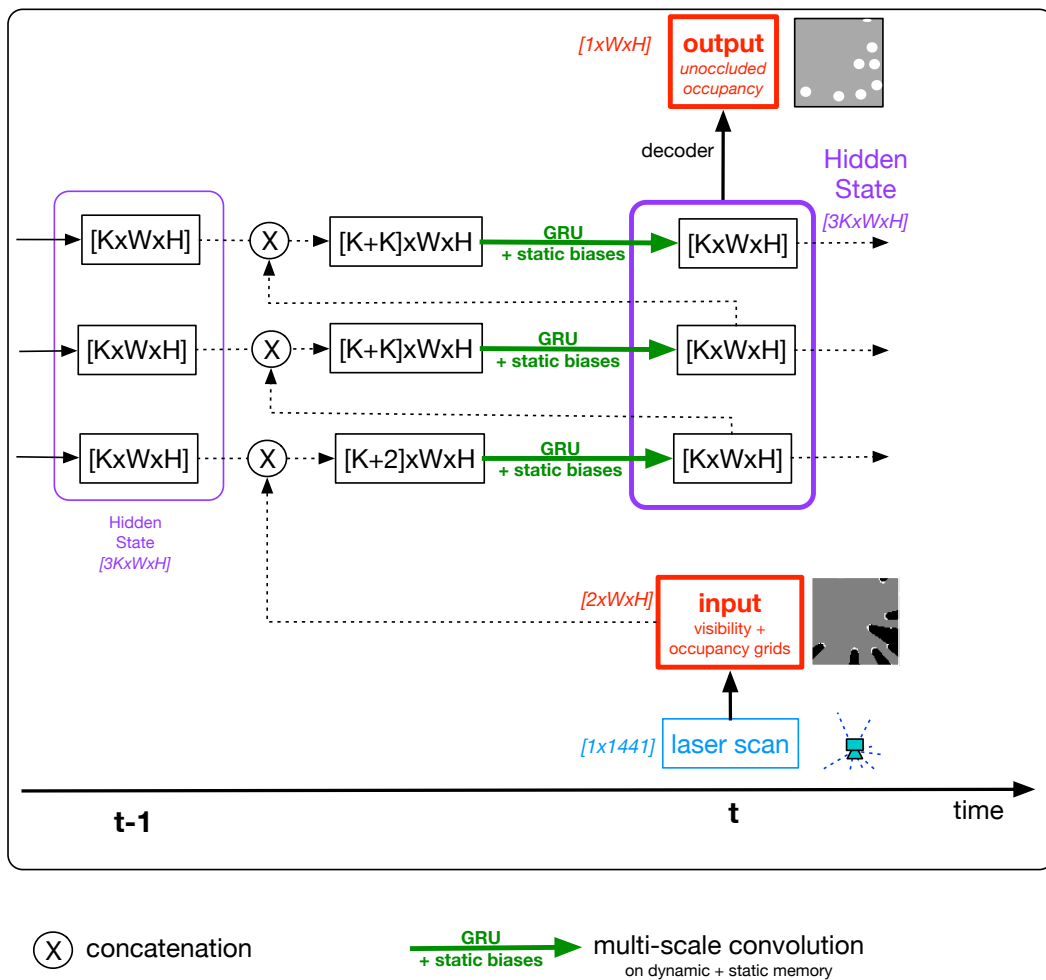 [1xWxH]
output
unoccluded
occupancy
decoder
Hidden
State
[3KxWxH]
[KxWxH]
X
[K+K]xWxH
GRU
+ static biases
[KxWxH]
[KxWxH]
X
[K+K]xWxH
GRU
+ static biases
[KxWxH]
[KxWxH]
X
[K+2]xWxH
GRU
+ static biases
[KxWxH]
Hidden
State
[3KxWxH]
[2xWxH]
input
visibility +
occupancy grids
[1x1441]
laser scan
t-1
t
time
X concatenation
GRU
+ static biases
multi-scale convolution
on dynamic + static memory